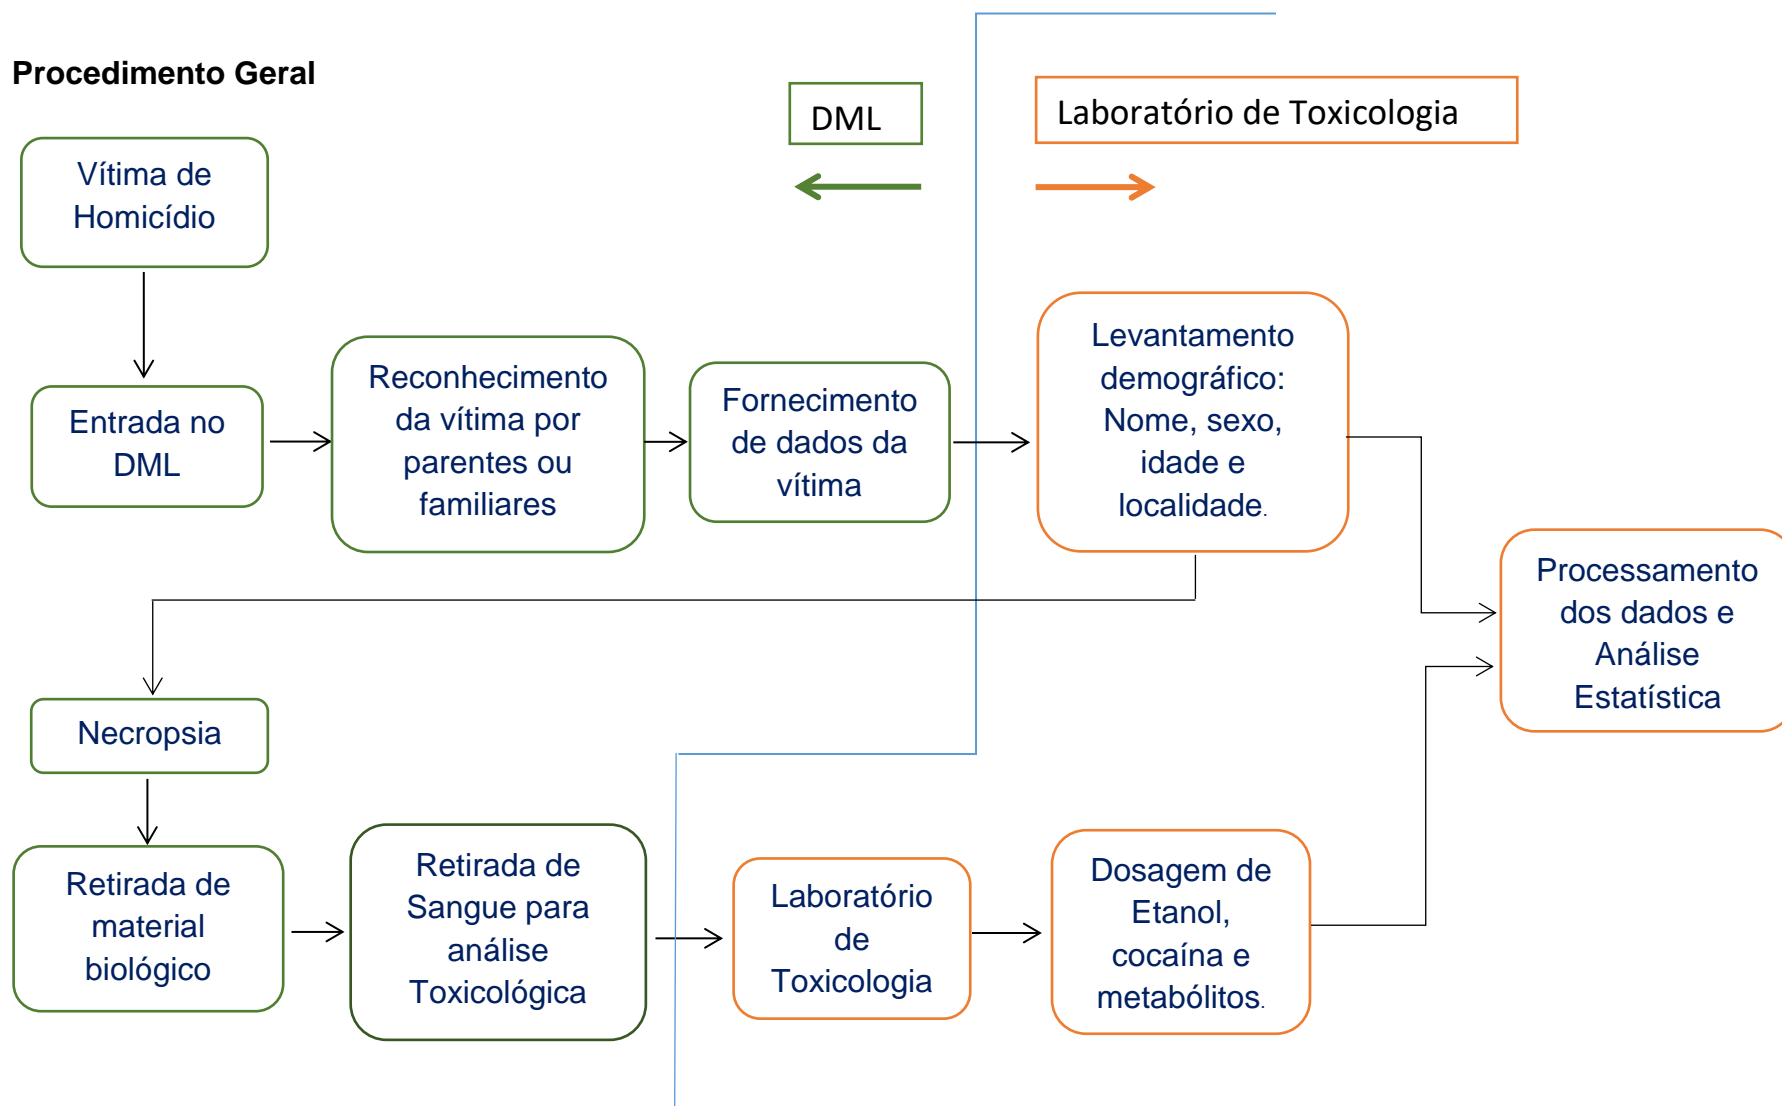 Procedimento Geral
DML
Laboratório de Toxicologia
Vítima de
Homicídio
Entrada no
DML
Reconhecimento
da vítima por
parentes ou
familiares
Fornecimento
de dados da
vítima
Levantamento
demográfico:
Nome, sexo,
idade e
localidade.
Processamento
dos dados e
Análise
Estatística
Necropsia
Retirada de
material
biológico
Retirada de
Sangue para
análise
Toxicológica
Laboratório
de
Toxicologia
Dosagem de
Etanol,
cocaína e
metabólitos.